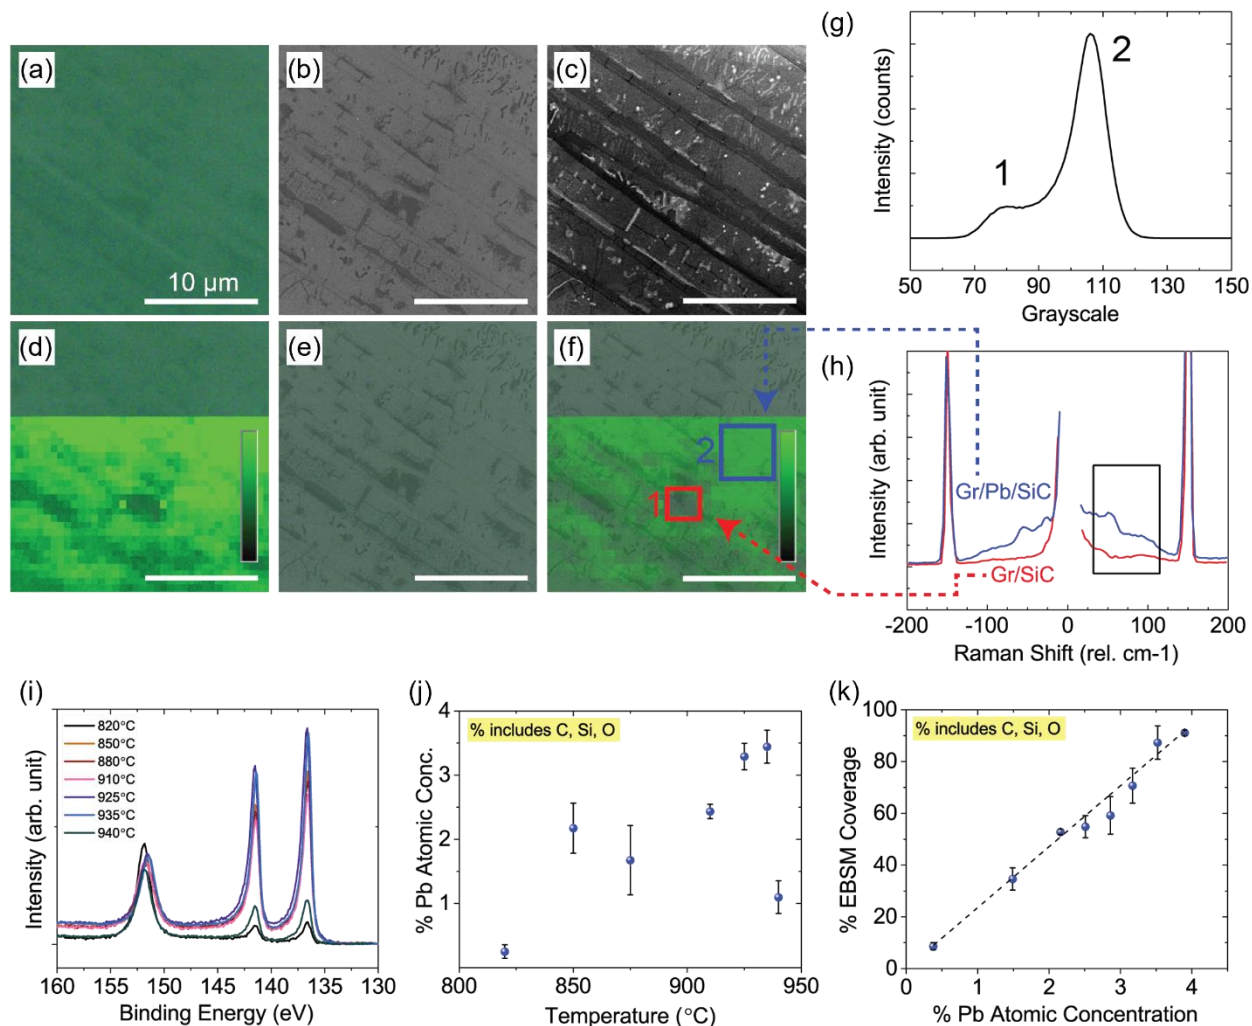 (a)
(b)
(c)
10 µm
(d)
(e)
(f)
2
1
(g)
Intensity (counts)
1
2
50 70 90 110 130 150
Grayscale
(h)
Intensity (arb. unit)
Gr/Pb/SiC
Gr/SiC
-200 -100 0 100 200
Raman Shift (rel. cm-1)
(i)
Intensity (arb. unit)
820°C
850°C
880°C
910°C
925°C
935°C
940°C
160 155 150 145 140 135 130
Binding Energy (eV)
(j)
% includes C, Si, O
% Pb Atomic Conc.
4
3
2
1
800 850 900 950
Temperature (°C)
(k)
% includes C, Si, O
% EBSM Coverage
100
80
60
40
20
0
0 1 2 3 4
% Pb Atomic Concentration